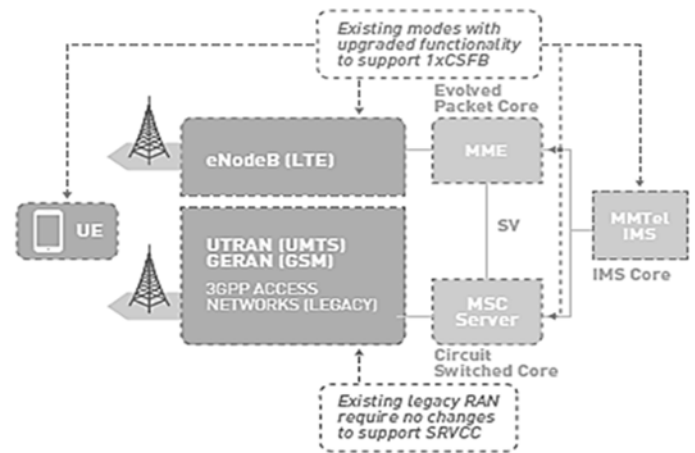 Existing modes with
upgraded functionality
to support 1xCSFB
Evolved
Packet Core
eNodeB (LTE)
MME
UE
UTRAN (UMTS)
GERAN (GSM)
3GPP ACCESS
NETWORKS (LEGACY)
SV
MMTel
IMS
IMS Core
MSC
Server
Circuit
Switched Core
Existing legacy RAN
require no changes
to support SRVCC